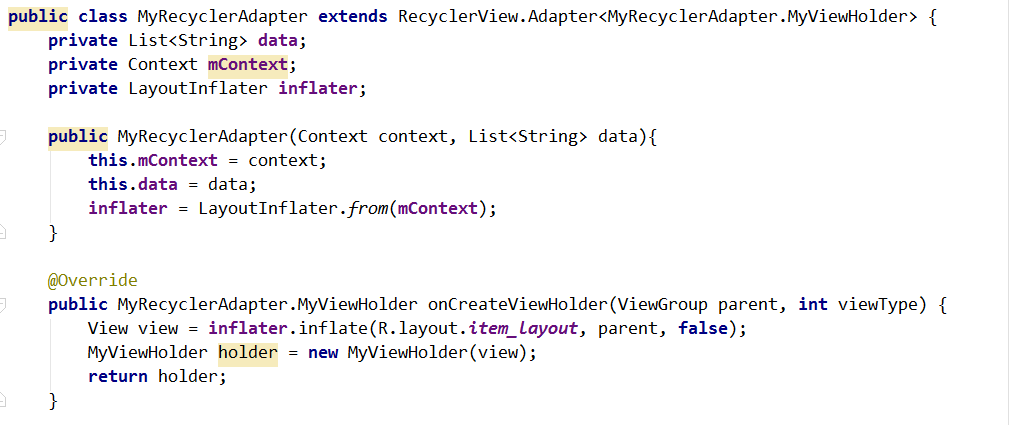 public class MyRecyclerAdapter extends RecyclerView.Adapter<MyRecyclerAdapter.MyViewHolder> {
    private List<String> data;
    private Context mContext;
    private LayoutInflater inflater;

    public MyRecyclerAdapter(Context context, List<String> data){
        this.mContext = context;
        this.data = data;
        inflater = LayoutInflater.from(mContext);
    }

    @Override
    public MyRecyclerAdapter.MyViewHolder onCreateViewHolder(ViewGroup parent, int viewType) {
        View view = inflater.inflate(R.layout.item_layout, parent, false);
        MyViewHolder holder = new MyViewHolder(view);
        return holder;
    }